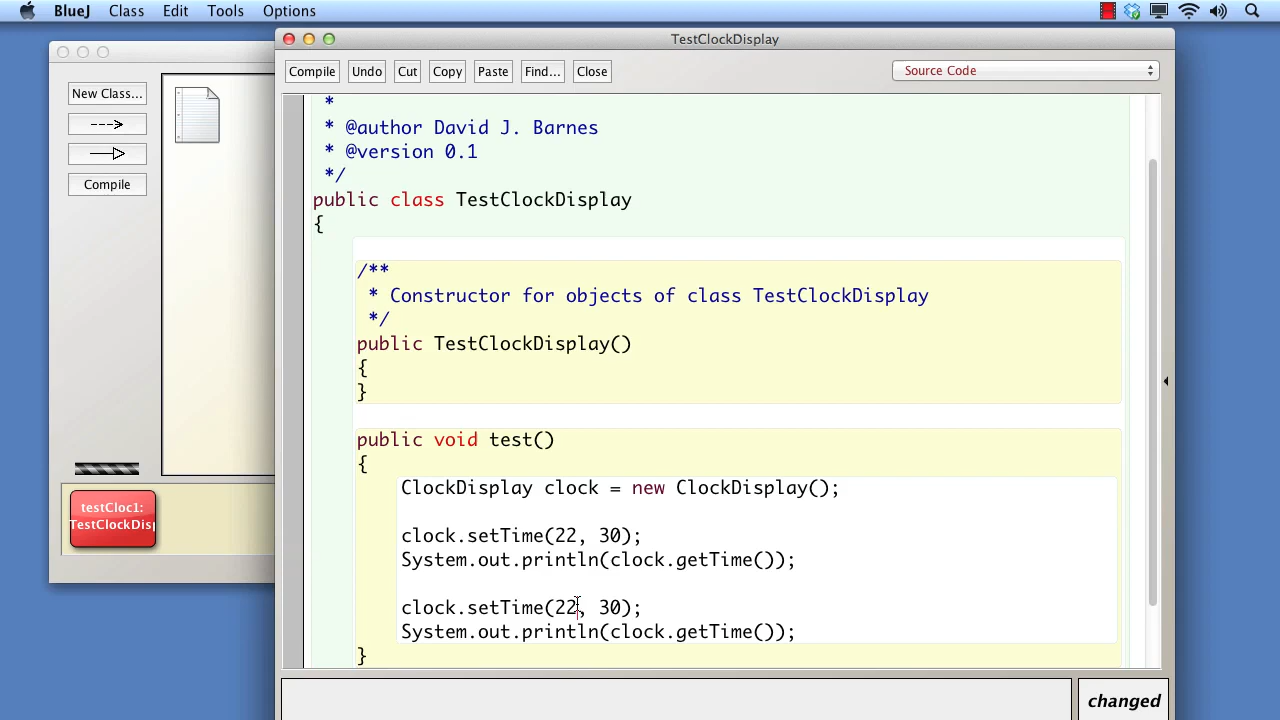 BlueJ Class Edit Tools Options
TestClockDisplay
Compile Undo Cut Copy Paste Find... Close Source Code
New Class...
Compile
testCloc1:
TestClockDisp
*
* @author David J. Barnes
* @version 0.1
*/
public class TestClockDisplay
{
/**
* Constructor for objects of class TestClockDisplay
*/
public TestClockDisplay()
{
}
public void test()
{
ClockDisplay clock = new ClockDisplay();
clock.setTime(22, 30);
System.out.println(clock.getTime());
clock.setTime(22, 30);
System.out.println(clock.getTime());
}
changed